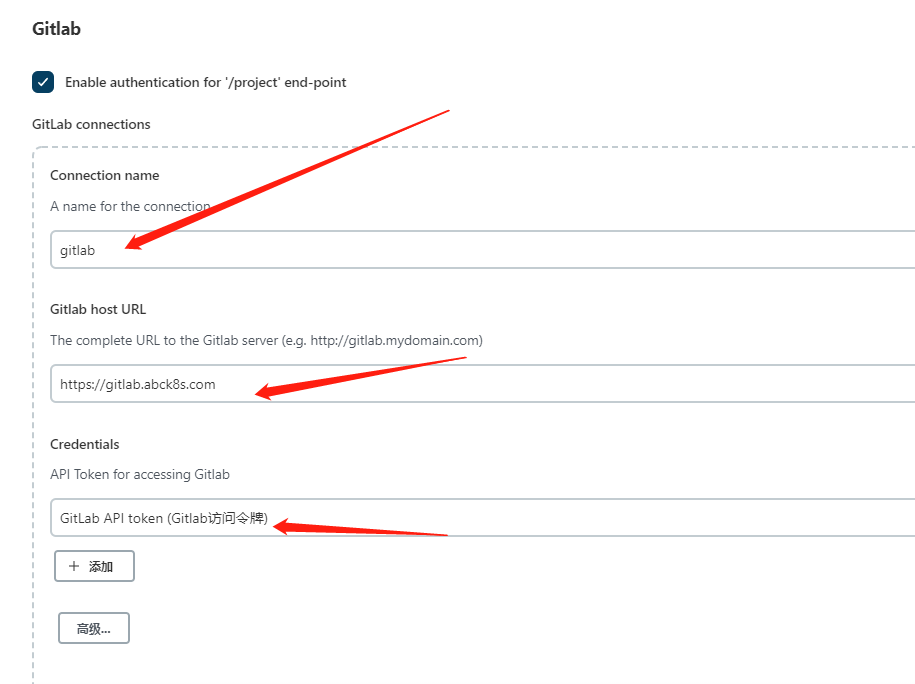 Gitlab
Enable authentication for '/project' end-point
GitLab connections
Connection name
A name for the connection
gitlab
Gitlab host URL
The complete URL to the Gitlab server (e.g. http://gitlab.mydomain.com)
https://gitlab.abck8s.com
Credentials
API Token for accessing Gitlab
GitLab API token (Gitlab访问令牌)
+ 添加
高级...